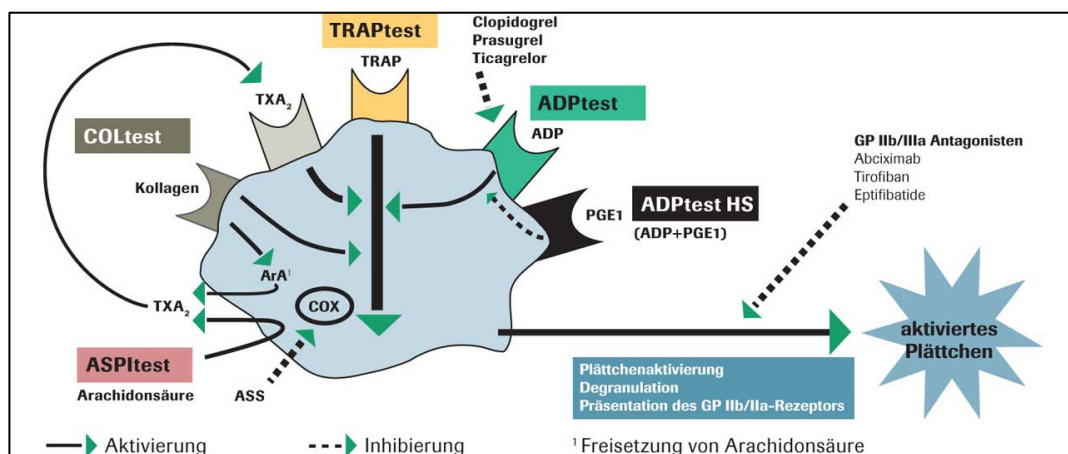 TRAPtest
TRAP
Clopidogrel
Prasugrel
Ticagrelor
TXA₂
ADPtest
ADP
COLtest
Kollagen
GP IIb/IIIa Antagonisten
Abciximab
Tirofiban
Eptifibatide
PGE1
ADPtest HS
(ADP+PGE1)
ArA¹
TXA₂
COX
aktiviertes
Plättchen
ASPItest
Arachidonsäure
ASS
Plättchenaktivierung
Degranulation
Präsentation des GP IIb/IIa-Rezeptors
Aktivierung
Inhibierung
¹ Freisetzung von Arachidonsäure